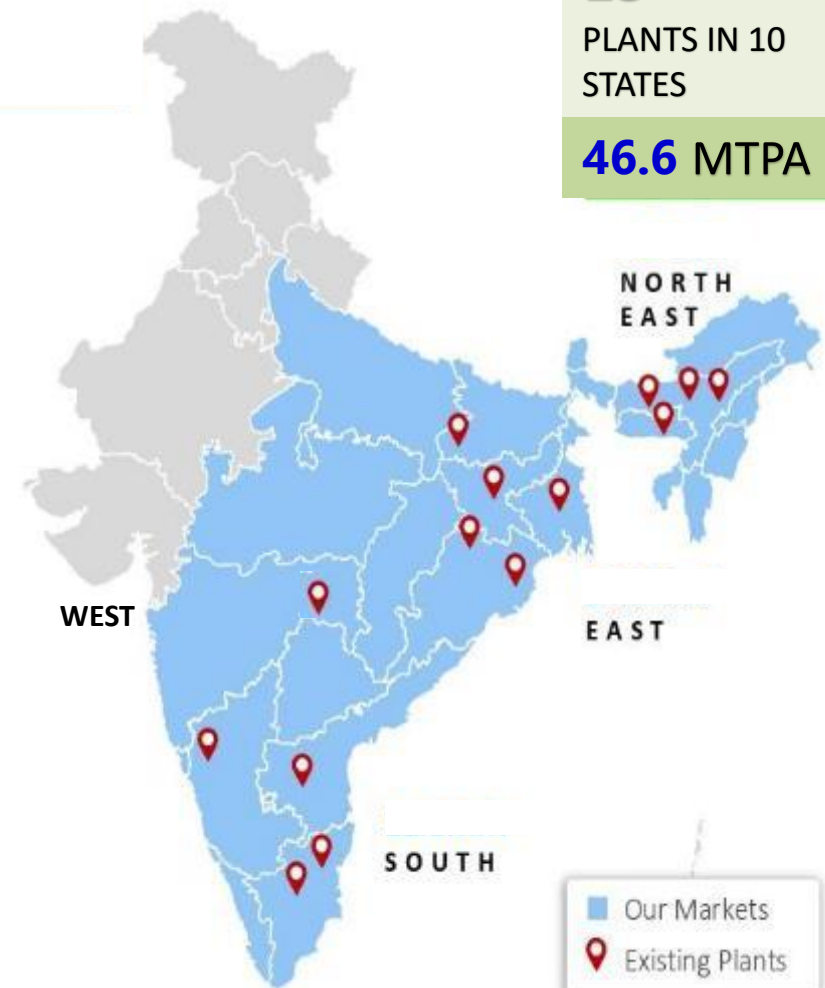 PLANTS IN 10
STATES
46.6 MTPA
NORTH
EAST
WEST
EAST
SOUTH
Our Markets
Existing Plants